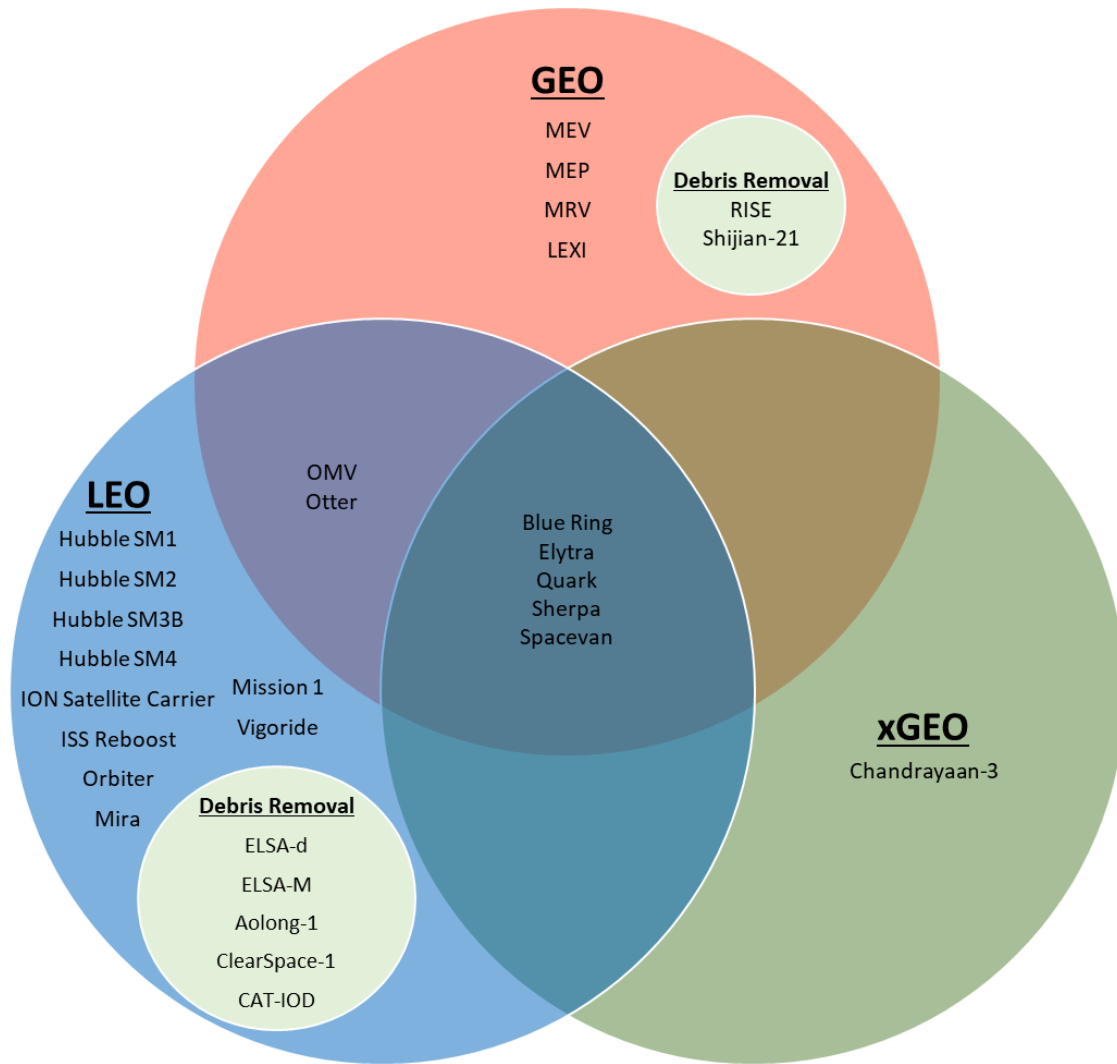 GEO
MEV
MEP
MRV
LEXI
Debris Removal
RISE
Shijian-21
OMV
Otter
Blue Ring
Elytra
Quark
Sherpa
Spacevan
LEO
Hubble SM1
Hubble SM2
Hubble SM3B
Hubble SM4
ION Satellite Carrier
ISS Reboost
Orbiter
Mira
Mission 1
Vigoride
Debris Removal
ELSA-d
ELSA-M
Aolong-1
ClearSpace-1
CAT-IOD
xGEO
Chandrayaan-3